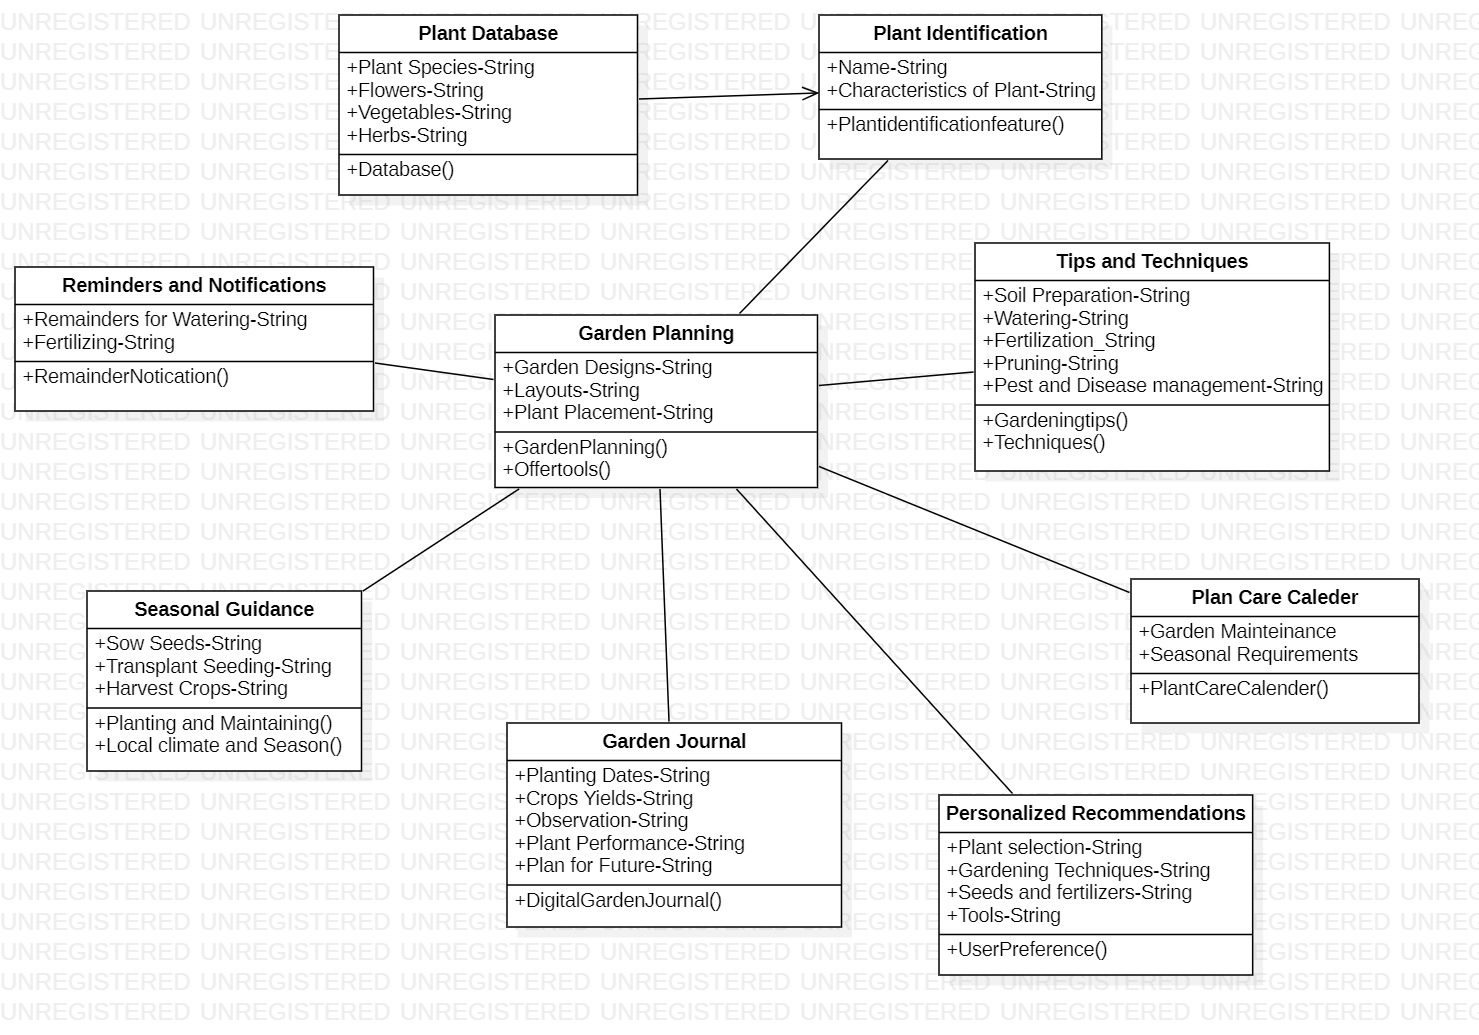 Plant Database
+Plant Species-String
+Flowers-String
+Vegetables-String
+Herbs-String
+Database()
Plant Identification
+Name-String
+Characteristics of Plant-String
+Plantidentificationfeature()
Reminders and Notifications
+Remainders for Watering-String
+Fertilizing-String
+RemainderNotication()
Garden Planning
+Garden Designs-String
+Layouts-String
+Plant Placement-String
+GardenPlanning()
+Offertools()
Tips and Techniques
+Soil Preparation-String
+Watering-String
+Fertilization_String
+Pruning-String
+Pest and Disease management-String
+Gardeningtips()
+Techniques()
Seasonal Guidance
+Sow Seeds-String
+Transplant Seeding-String
+Harvest Crops-String
+Planting and Maintaining()
+Local climate and Season()
Garden Journal
+Planting Dates-String
+Crops Yields-String
+Observation-String
+Plant Performance-String
+Plan for Future-String
+DigitalGardenJournal()
Plan Care Caleder
+Garden Mainteinance
+Seasonal Requirements
+PlantCareCalender()
Personalized Recommendations
+Plant selection-String
+Gardening Techniques-String
+Seeds and fertilizers-String
+Tools-String
+UserPreference()
UNREGISTERED